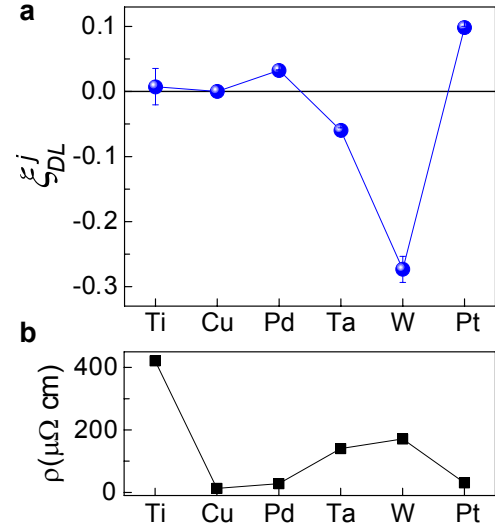 a
0.1
0.0
-0.1
-0.2
-0.3
ξ^j_DL
Ti Cu Pd Ta W Pt
b
400
200
0
ρ(μΩ cm)
Ti Cu Pd Ta W Pt